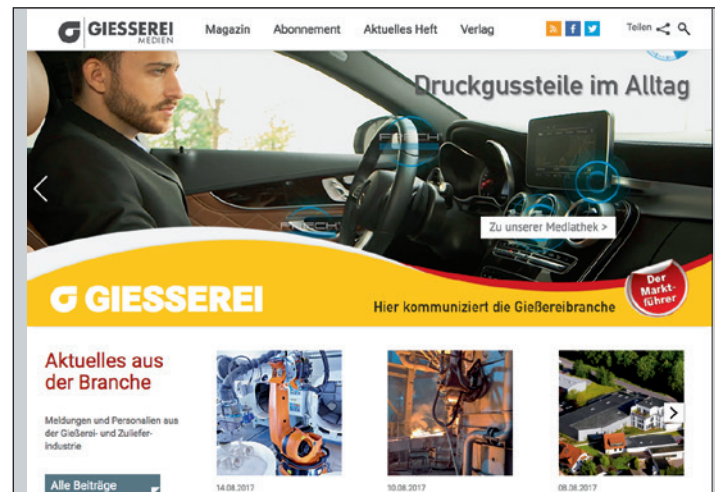 GIESSEREI
MEDIEN
Magazin Abonnement Aktuelles Heft Verlag
Teilen
Druckgussteile im Alltag
FRECH
FRECH
Zu unserer Mediathek >
GIESSEREI
Hier kommuniziert die Gießereibranche
Der
Markt-
führer
Aktuelles aus
der Branche
Meldungen und Personalien aus
der Gießerei- und Zuliefer-
industrie
Alle Beiträge
14.08.2017
10.08.2017
08.08.2017